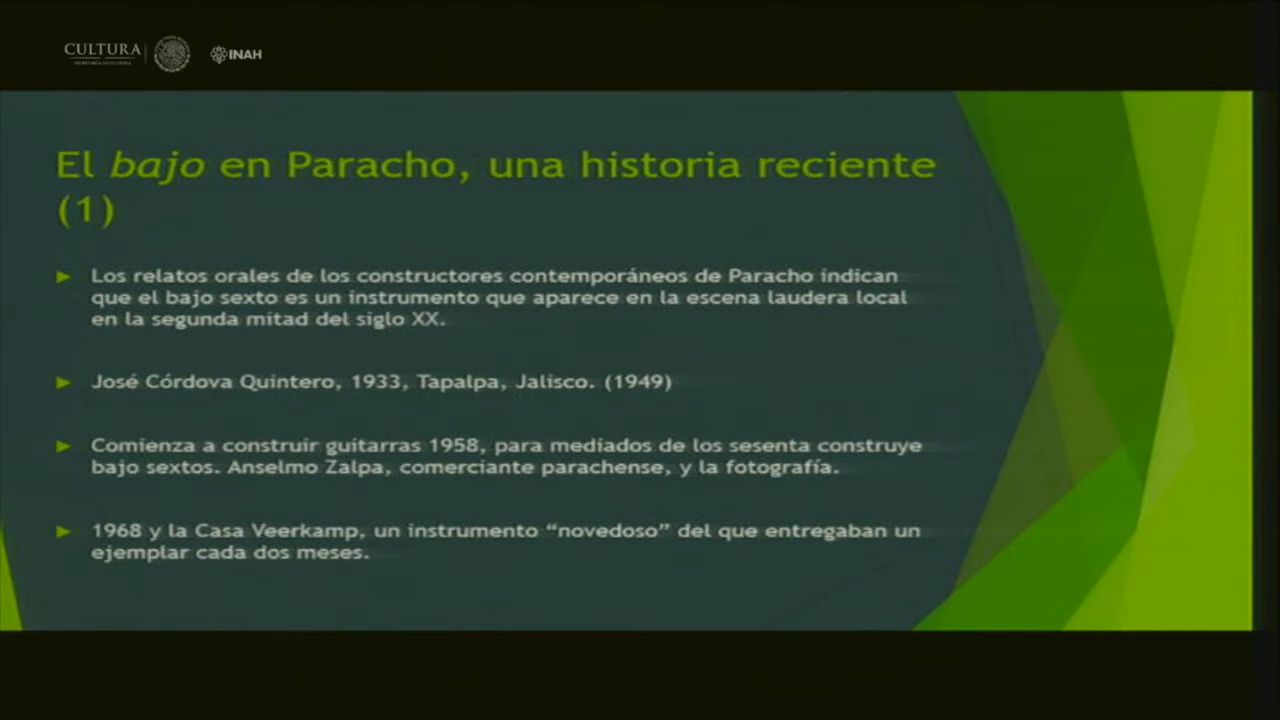 CULTURA
SECRETARÍA DE CULTURA
INAH
El bajo en Paracho, una historia reciente
(1)
Los relatos orales de los constructores contemporáneos de Paracho indican
que el bajo sexto es un instrumento que aparece en la escena laudera local
en la segunda mitad del siglo XX.
José Córdova Quintero, 1933, Tapalpa, Jalisco. (1949)
Comienza a construir guitarras 1958, para mediados de los sesenta construye
bajo sextos. Anselmo Zalpa, comerciante parachense, y la fotografía.
1968 y la Casa Veerkamp, un instrumento “novedoso” del que entregaban un
ejemplar cada dos meses.